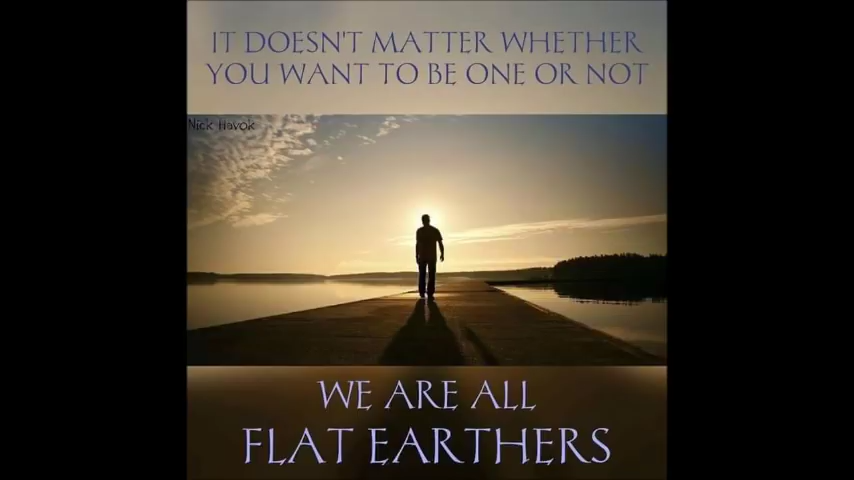 IT DOESN'T MATTER WHETHER
YOU WANT TO BE ONE OR NOT
Nick Havok
WE ARE ALL
FLAT EARTHERS